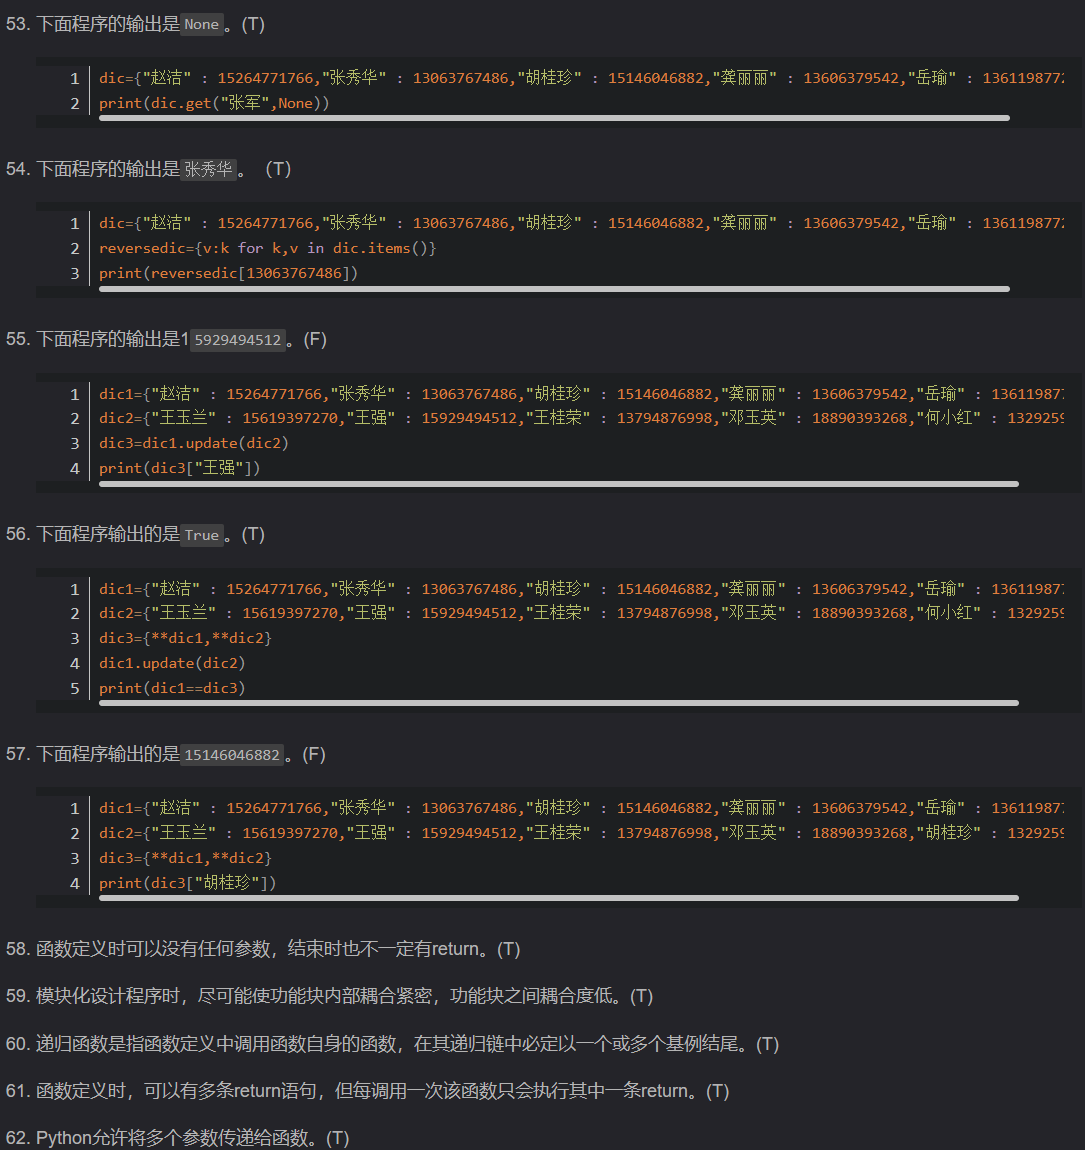 53. 下面程序的输出是None。(T)
1 dic={"赵洁" : 15264771766,"张秀华" : 13063767486,"胡桂珍" : 15146046882,"龚丽丽" : 13606379542,"岳瑜" : 1361198772
2 print(dic.get("张军",None))
54. 下面程序的输出是张秀华。 (T)
1 dic={"赵洁" : 15264771766,"张秀华" : 13063767486,"胡桂珍" : 15146046882,"龚丽丽" : 13606379542,"岳瑜" : 1361198772
2 reversedic={v:k for k,v in dic.items()}
3 print(reversedic[13063767486])
55. 下面程序的输出是15929494512。(F)
1 dic1={"赵洁" : 15264771766,"张秀华" : 13063767486,"胡桂珍" : 15146046882,"龚丽丽" : 13606379542,"岳瑜" : 136119877
2 dic2={"王玉兰" : 15619397270,"王强" : 15929494512,"王桂荣" : 13794876998,"邓玉英" : 18890393268,"何小红" : 1329259
3 dic3=dic1.update(dic2)
4 print(dic3["王强"])
56. 下面程序输出的是True。(T)
1 dic1={"赵洁" : 15264771766,"张秀华" : 13063767486,"胡桂珍" : 15146046882,"龚丽丽" : 13606379542,"岳瑜" : 136119877
2 dic2={"王玉兰" : 15619397270,"王强" : 15929494512,"王桂荣" : 13794876998,"邓玉英" : 18890393268,"何小红" : 1329259
3 dic3={**dic1,**dic2}
4 dic1.update(dic2)
5 print(dic1==dic3)
57. 下面程序输出的是15146046882。(F)
1 dic1={"赵洁" : 15264771766,"张秀华" : 13063767486,"胡桂珍" : 15146046882,"龚丽丽" : 13606379542,"岳瑜" : 136119877
2 dic2={"王玉兰" : 15619397270,"王强" : 15929494512,"王桂荣" : 13794876998,"邓玉英" : 18890393268,"胡桂珍" : 1329259
3 dic3={**dic1,**dic2}
4 print(dic3["胡桂珍"])
58. 函数定义时可以没有任何参数，结束时也不一定有return。(T)
59. 模块化设计程序时，尽可能使功能块内部耦合紧密，功能块之间耦合度低。(T)
60. 递归函数是指函数定义中调用函数自身的函数，在其递归链中必定以一个或多个基例结尾。(T)
61. 函数定义时，可以有多条return语句，但每调用一次该函数只会执行其中一条return。(T)
62. Python允许将多个参数传递给函数。(T)